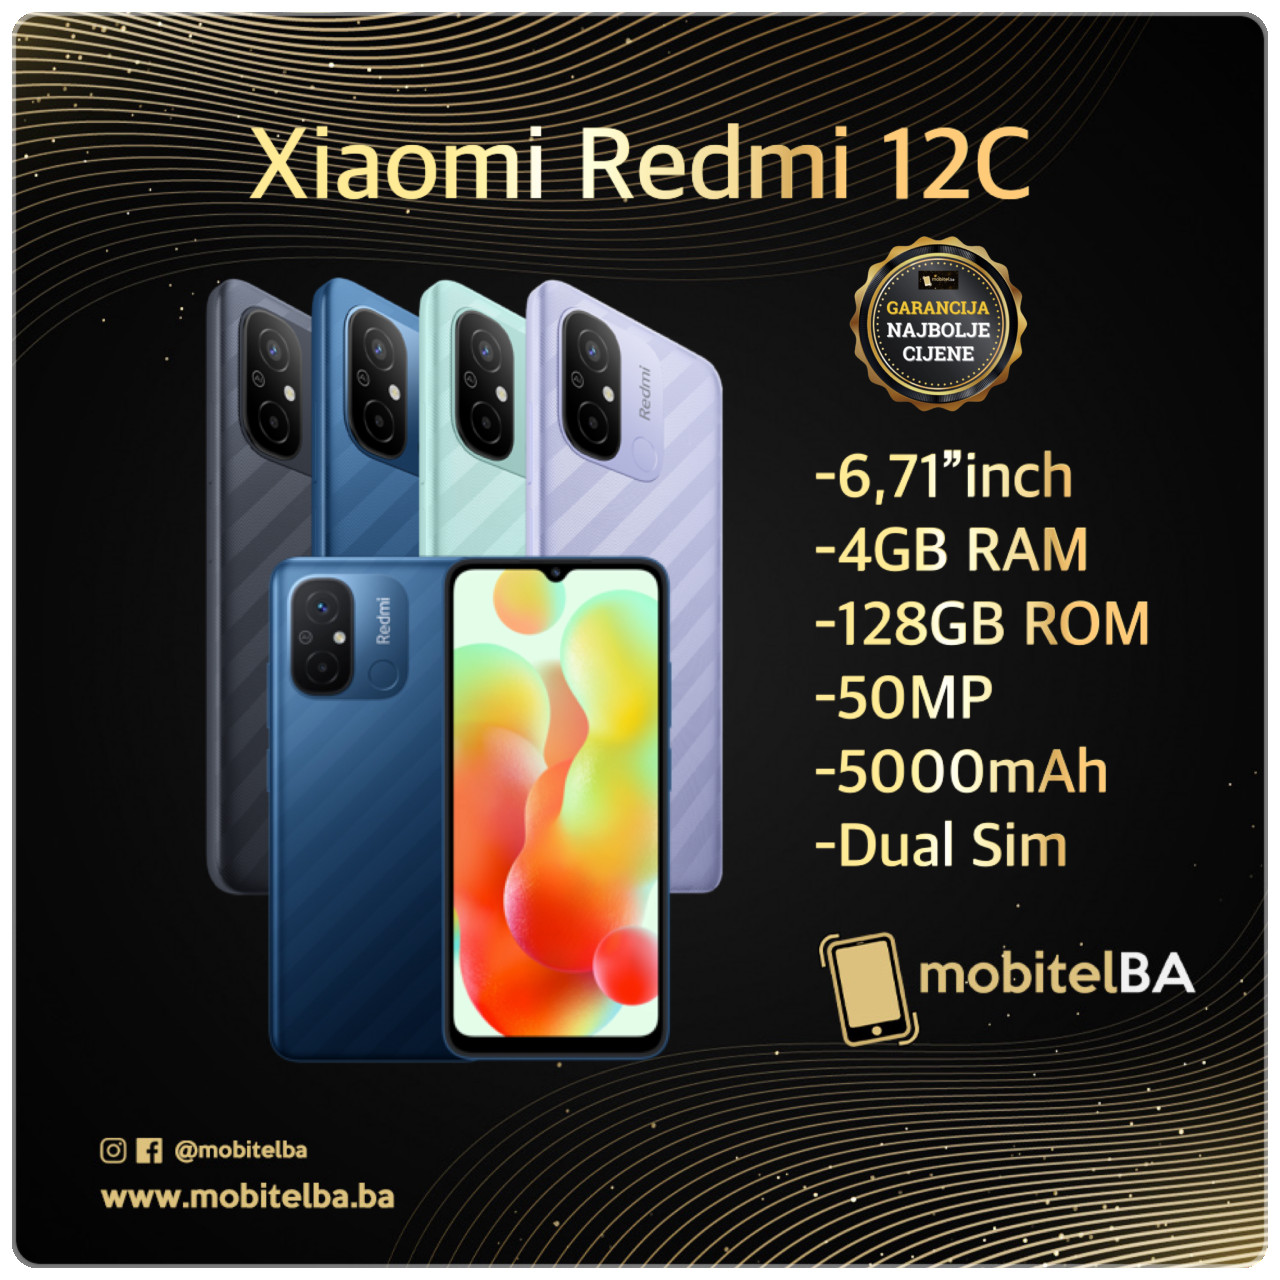 Xiaomi Redmi 12C
mobitelba
GARANCIJA
NAJBOLJE
CIJENE
Redmi
Redmi
-6,71”inch
-4GB RAM
-128GB ROM
-50MP
-5000mAh
-Dual Sim
mobitelBA
@mobitelba
www.mobitelba.ba